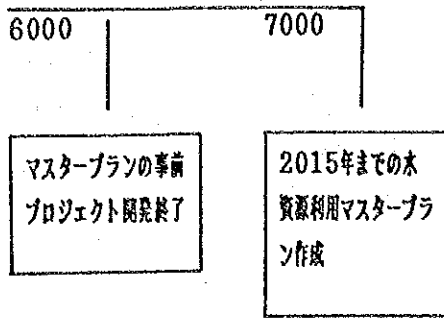 6000 7000
マスタープランの事前
プロジェクト開発終了
2015年までの水
資源利用マスタープラ
ン作成